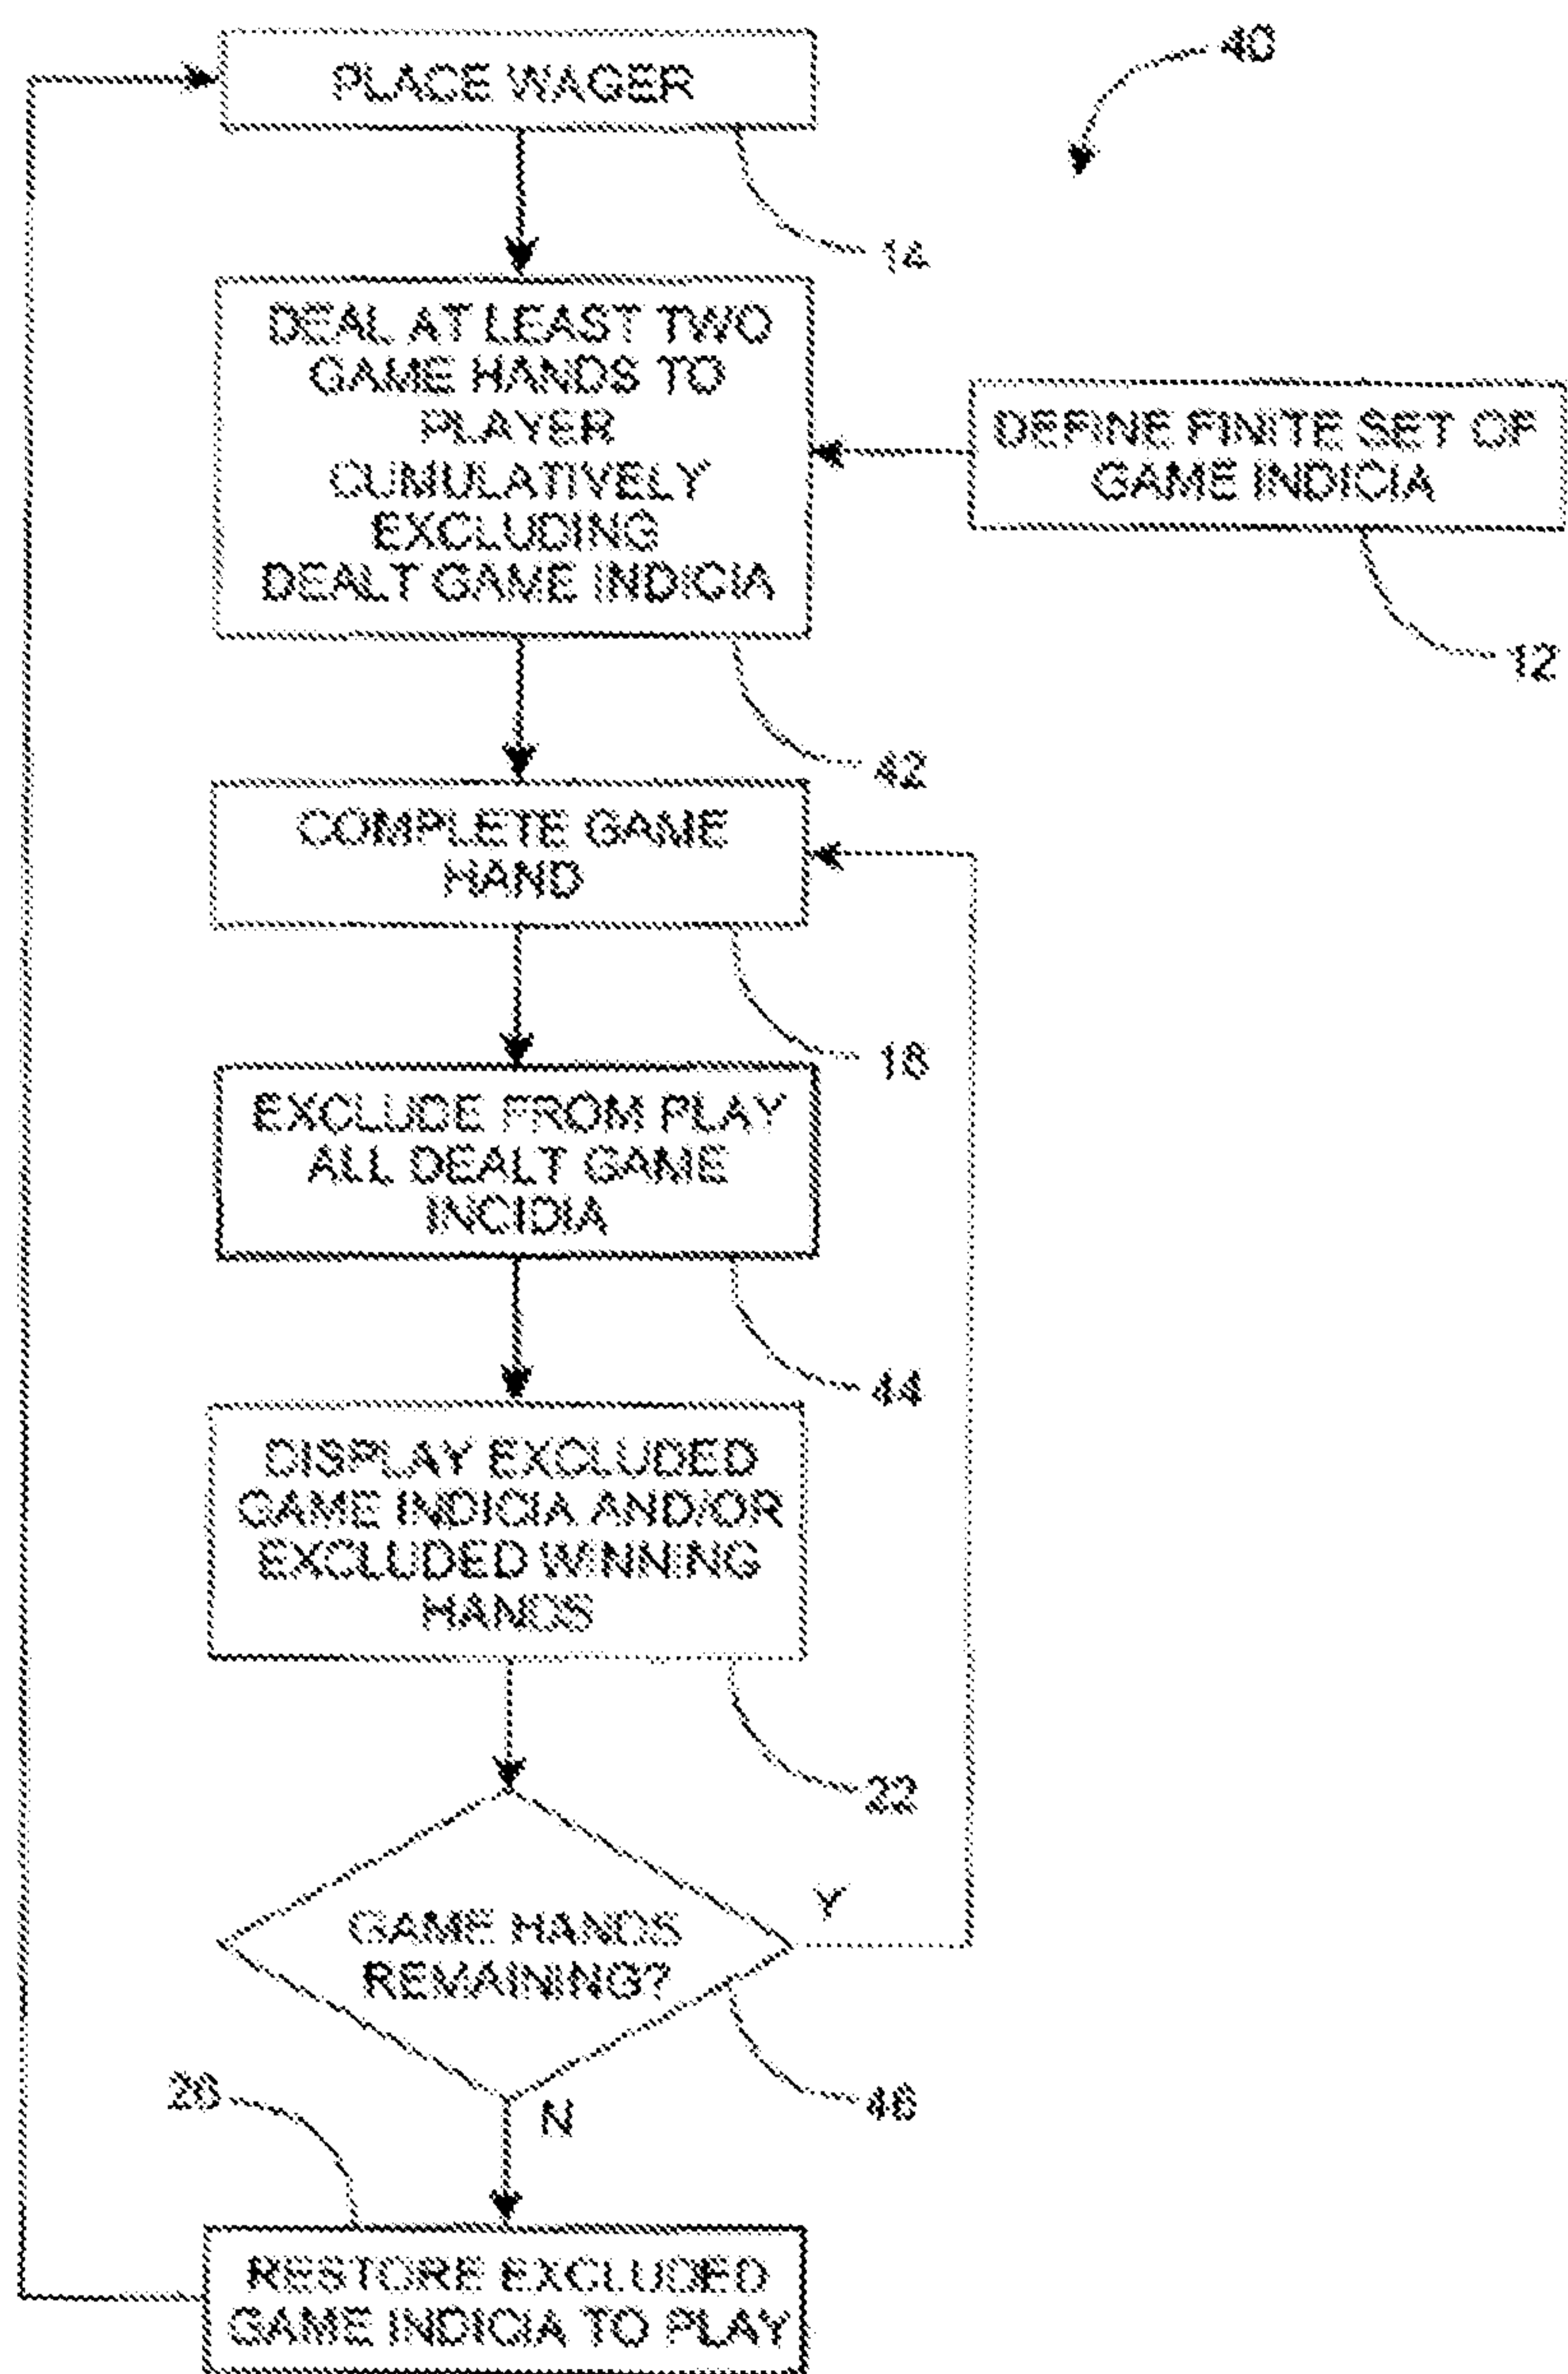 40
PLACE WAGER
14
DEAL AT LEAST TWO
GAME HANDS TO
PLAYER
CUMULATIVELY
EXCLUDING
DEALT GAME INDICIA
DEFINE FINITE SET OF
GAME INDICIA
12
42
COMPLETE GAME
HAND
18
EXCLUDE FROM PLAY
ALL DEALT GAME
INCIDIA
44
DISPLAY EXCLUDED
GAME INDICIA AND/OR
EXCLUDED WINNING
HANDS
22
GAME HANDS
REMAINING?
Y
46
N
26
RESTORE EXCLUDED
GAME INDICIA TO PLAY